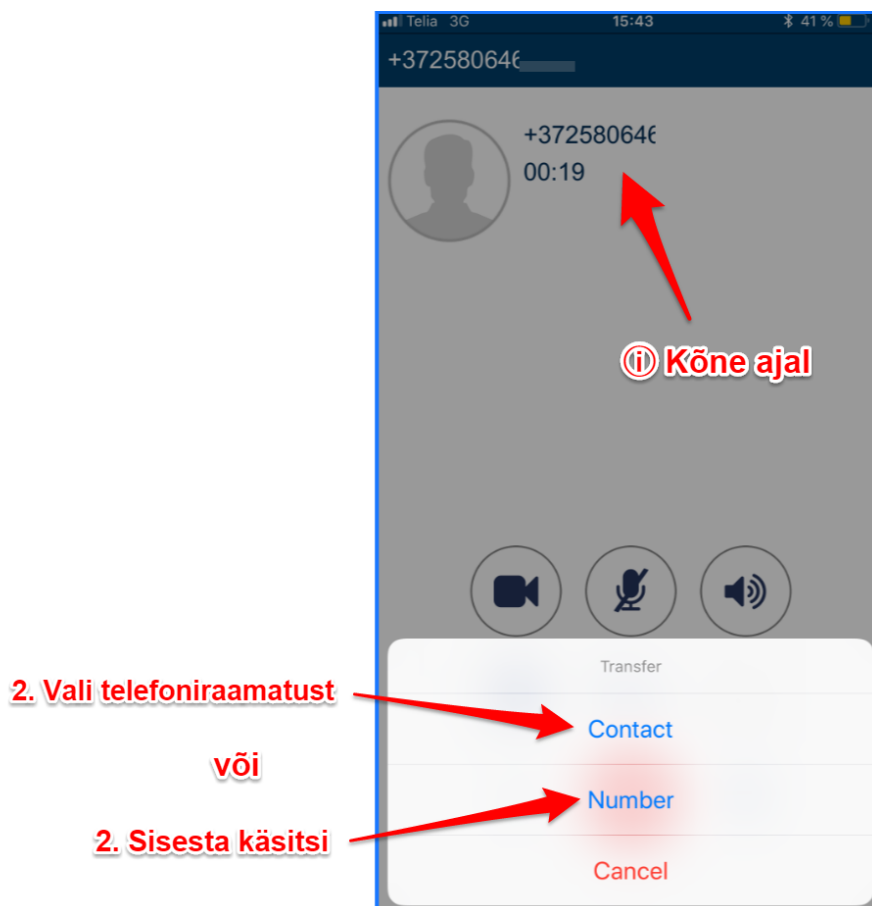 Telia 3G 15:43 41 %
+37258064
+37258064
00:19
ⓘ Kõne ajal
Transfer
2. Vali telefoniraamatust
Contact
või
Number
2. Sisesta käsitsi
Cancel